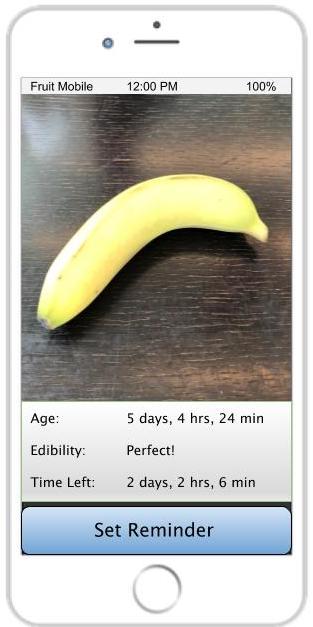 Fruit Mobile 12:00 PM 100%
Age: 5 days, 4 hrs, 24 min
Edibility: Perfect!
Time Left: 2 days, 2 hrs, 6 min
Set Reminder